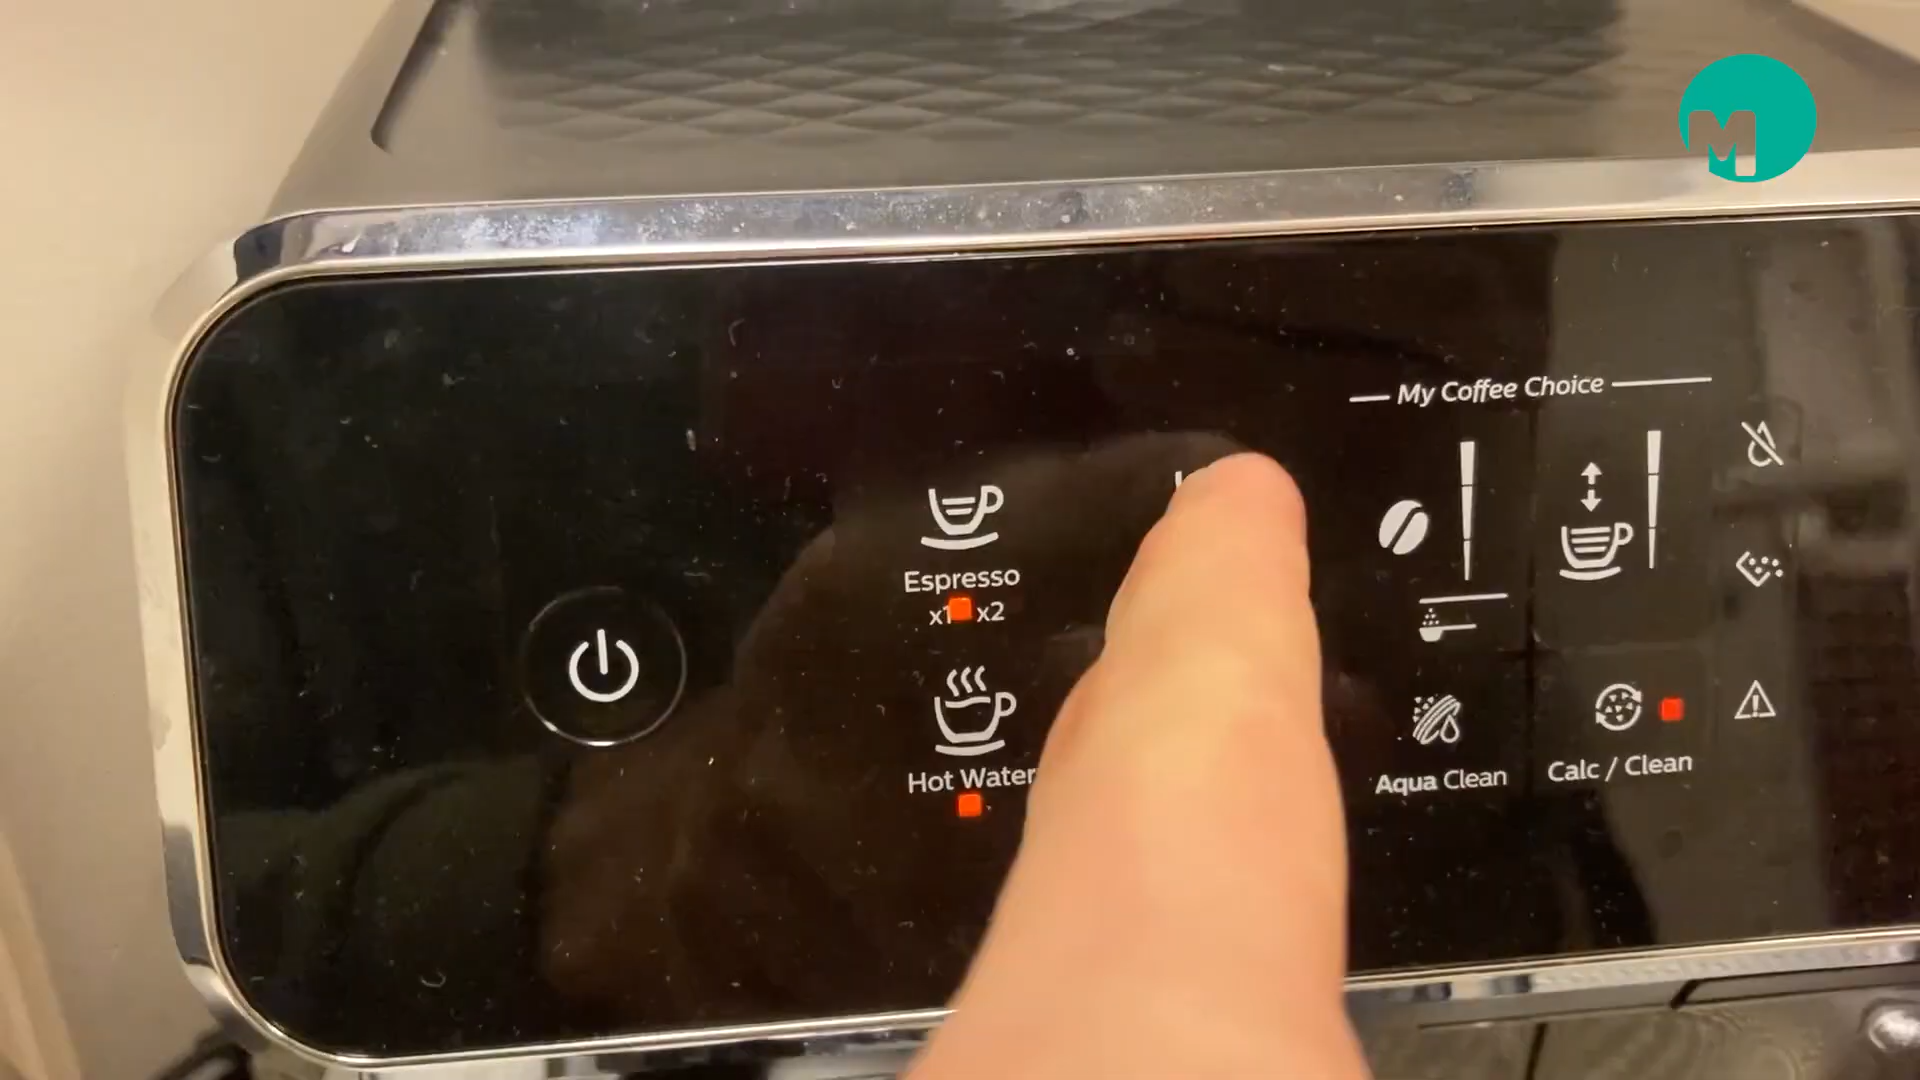 My Coffee Choice
Espresso
x1 x2
Hot Water
Aqua Clean
Calc / Clean
M